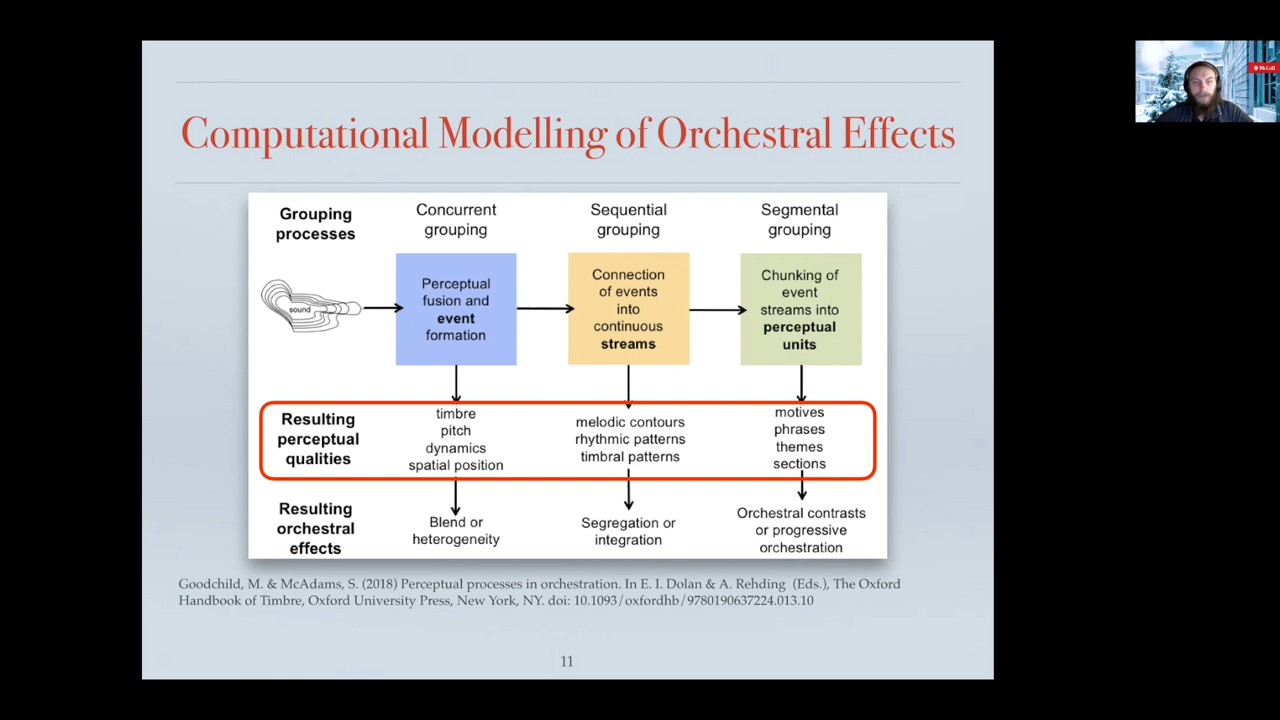 Computational Modelling of Orchestral Effects
Grouping
processes
Concurrent
grouping
Sequential
grouping
Segmental
grouping
sound
Perceptual
fusion and
event
formation
Connection
of events
into
continuous
streams
Chunking of
event
streams into
perceptual
units
Resulting
perceptual
qualities
timbre
pitch
dynamics
spatial position
melodic contours
rhythmic patterns
timbral patterns
motives
phrases
themes
sections
Resulting
orchestral
effects
Blend or
heterogeneity
Segregation or
integration
Orchestral contrasts
or progressive
orchestration
Goodchild, M. & McAdams, S. (2018) Perceptual processes in orchestration. In E. I. Dolan & A. Rehding (Eds.), The Oxford
Handbook of Timbre, Oxford University Press, New York, NY. doi: 10.1093/oxfordhb/9780190637224.013.10
11
McGill